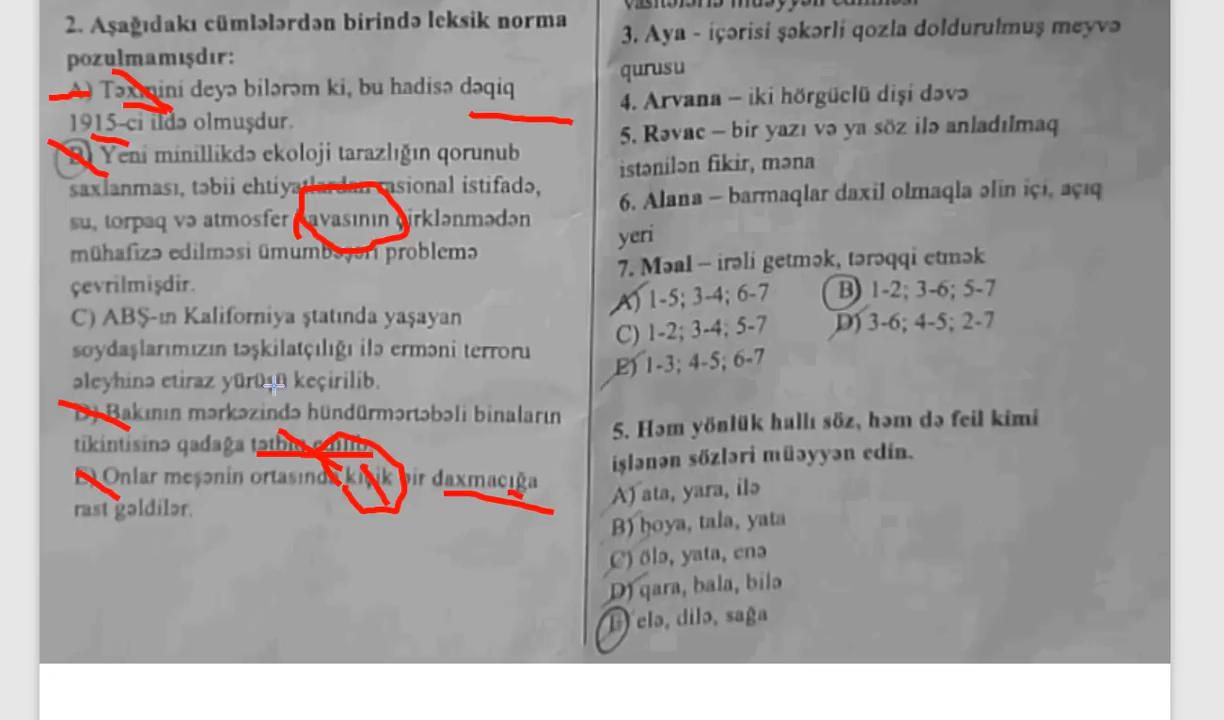 2. Aşağıdakı cümlələrdən birində leksik norma
pozulmamışdır:
A) Təxmini deyə bilərəm ki, bu hadisə dəqiq
1915-ci ildə olmuşdur.
B) Yeni minillikdə ekoloji tarazlığın qorunub
saxlanması, təbii ehtiyatlardan rasional istifadə,
su, torpaq və atmosfer havasının çirklənmədən
mühafizə edilməsi ümumbəşəri problemə
çevrilmişdir.
C) ABŞ-ın Kaliforniya ştatında yaşayan
soydaşlarımızın təşkilatçılığı ilə erməni terroru
əleyhinə etiraz yürüşü keçirilib.
D) Bakının mərkəzində hündürmərtəbəli binaların
tikintisinə qadağa tətbiq edilib.
E) Onlar meşənin ortasında kiçik bir daxmacığa
rast gəldilər.
3. Aya - içərisi şəkərli qozla doldurulmuş meyvə
qurusu
4. Arvana – iki hörgüclü dişi dəvə
5. Rəvac – bir yazı və ya söz ilə anladılmaq
istənilən fikir, məna
6. Alana – barmaqlar daxil olmaqla əlin içi, açıq
yeri
7. Məal – irəli getmək, tərəqqi etmək
A) 1-5; 3-4; 6-7 B) 1-2; 3-6; 5-7
C) 1-2; 3-4; 5-7 D) 3-6; 4-5; 2-7
E) 1-3; 4-5; 6-7
5. Həm yönlük hallı söz, həm də feil kimi
işlənən sözləri müəyyən edin.
A) ata, yara, ilə
B) boya, tala, yata
C) ölə, yata, enə
D) qara, bala, bilə
E) elə, dilə, sağa